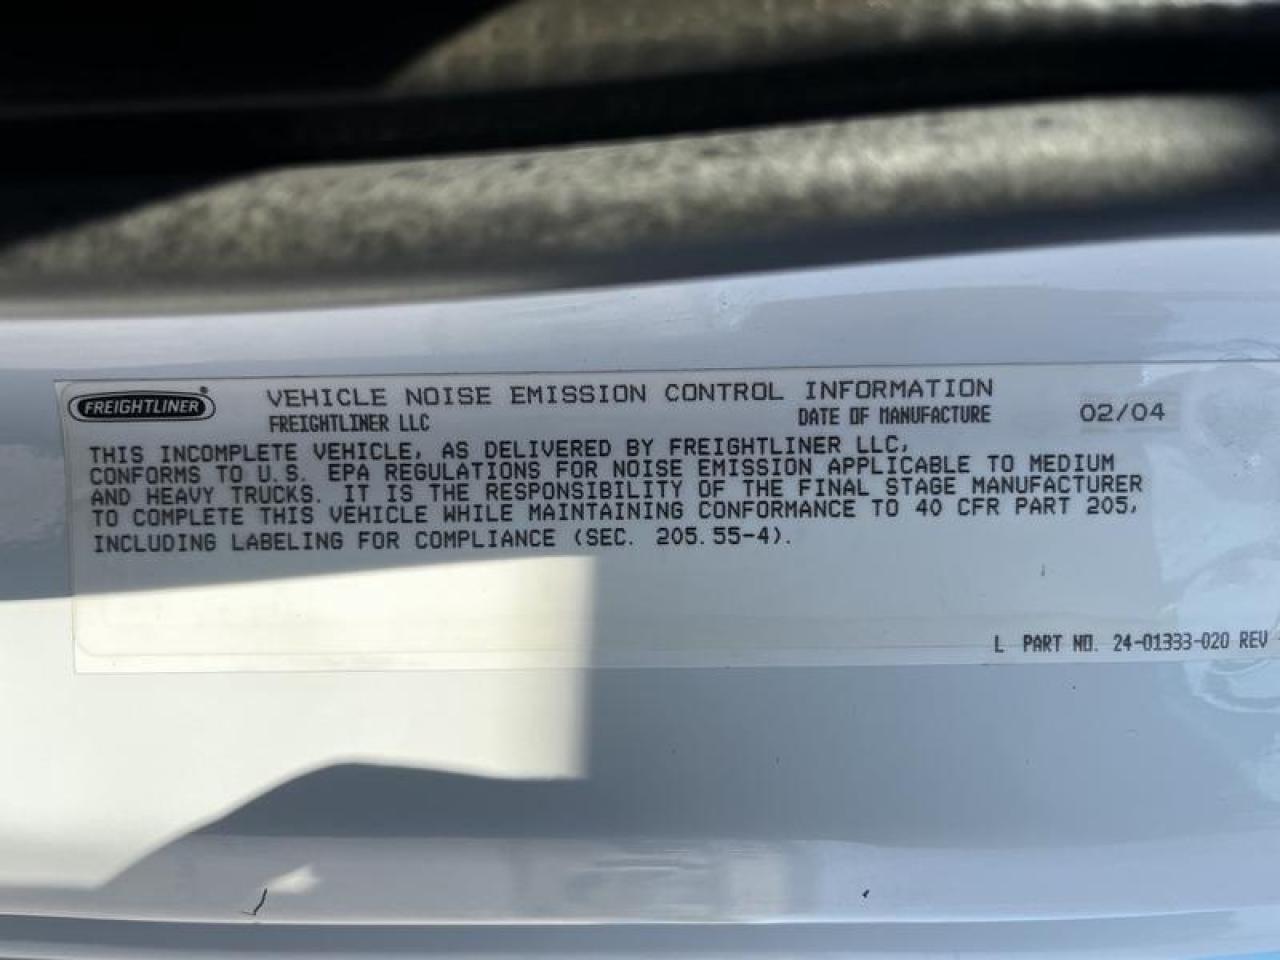 FREIGHTLINER®
VEHICLE NOISE EMISSION CONTROL INFORMATION
FREIGHTLINER LLC DATE OF MANUFACTURE 02/04
THIS INCOMPLETE VEHICLE, AS DELIVERED BY FREIGHTLINER LLC,
CONFORMS TO U.S. EPA REGULATIONS FOR NOISE EMISSION APPLICABLE TO MEDIUM
AND HEAVY TRUCKS. IT IS THE RESPONSIBILITY OF THE FINAL STAGE MANUFACTURER
TO COMPLETE THIS VEHICLE WHILE MAINTAINING CONFORMANCE TO 40 CFR PART 205,
INCLUDING LABELING FOR COMPLIANCE (SEC. 205.55-4).
L PART NO. 24-01333-020 REV